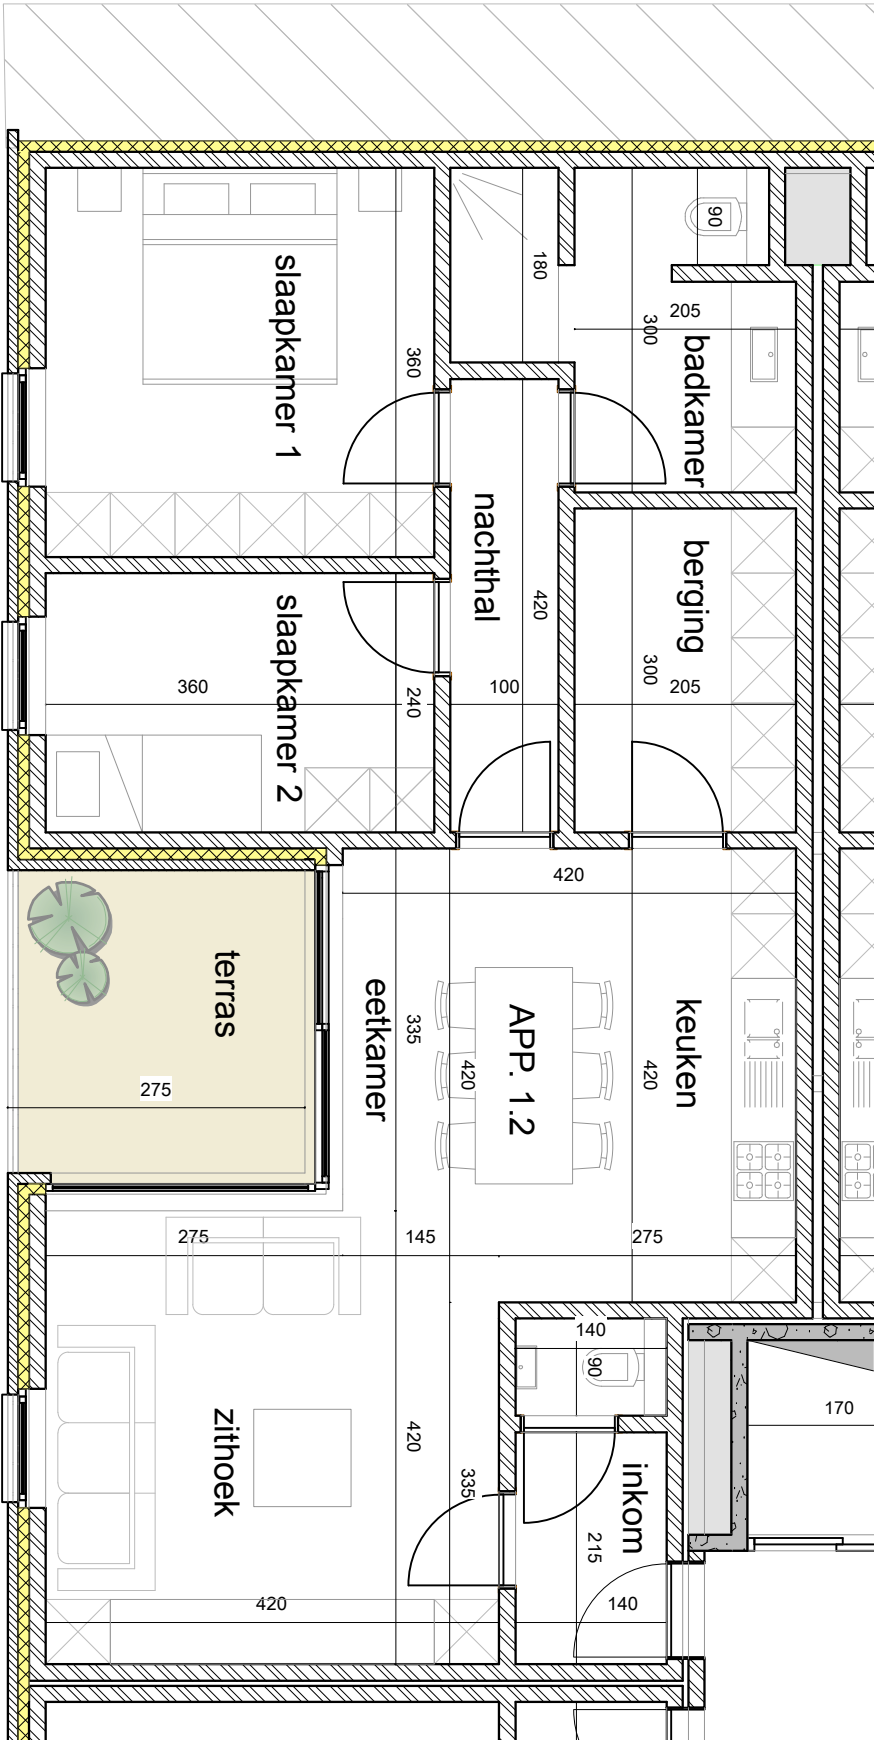 90
180
205
300
slaapkamer 1
360
badkamer
nachthal
berging
420
slaapkamer 2
300
360
240
100
205
420
terras
eetkamer
335
APP. 1.2
keuken
420
420
275
275
145
275
140
90
zithoek
420
335
inkom
215
170
420
140